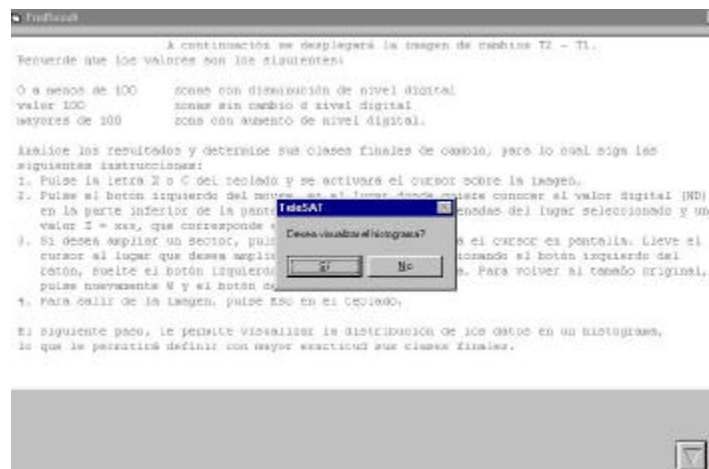 A continuación se desplegará la imagen de cambios T2 - T1.
Recuerde que los valores son los siguientes:
0 a menos de 100 zonas con disminución de nivel digital
valor 100 zonas sin cambio d nivel digital
mayores de 100 zona con aumento de nivel digital.
Analice los resultados y determine sus clases finales de cambio, para lo cual siga las
siguientes instrucciones:
1. Pulse la letra X o C del teclado y se activará el cursor sobre la imagen.
2. Pulse el botón izquierdo del mouse, en el lugar donde quiere conocer el valor digital (ND)
en la parte inferior de la pant enadas del lugar seleccionado y un
valor Z = xxx, que corresponde
3. Si desea ampliar un sector, pul á el cursor en pantalla. Lleve el
cursor al lugar que desea ampli ionando el botón izquierdo del
ratón, suelte el botón izquierdo a. Para volver al tamaño original,
pulse nuevamente W y el botón de
4. Para salir de la imagen, pulse Esc en el teclado.
TeleSAT
Desea visualizar el histograma?
Sí No
El siguiente paso, le permite visualizar la distribución de los datos en un histograma,
lo que le permitirá definir con mayor exactitud sus clases finales.